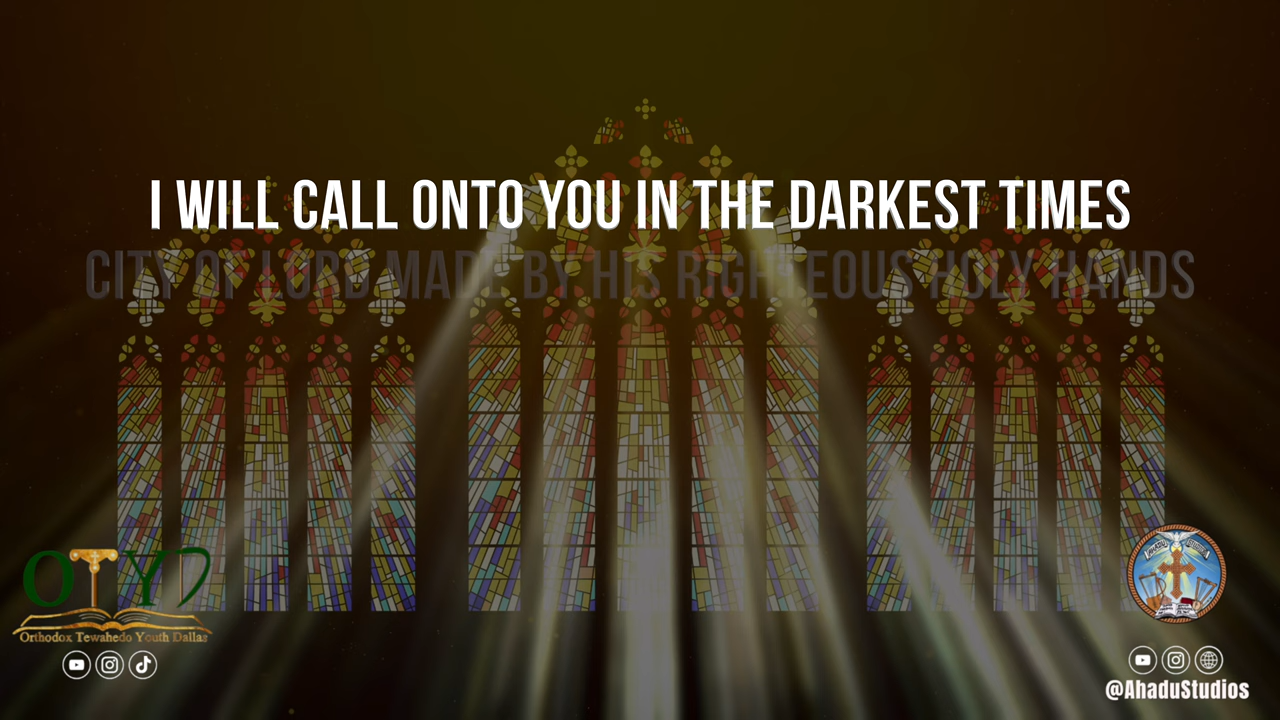 I WILL CALL ONTO YOU IN THE DARKEST TIMES
CITY OF LORD MADE BY HIS RIGHTEOUS HOLY HANDS
OTYD
Orthodox Tewahedo Youth Dallas
@AhaduStudios